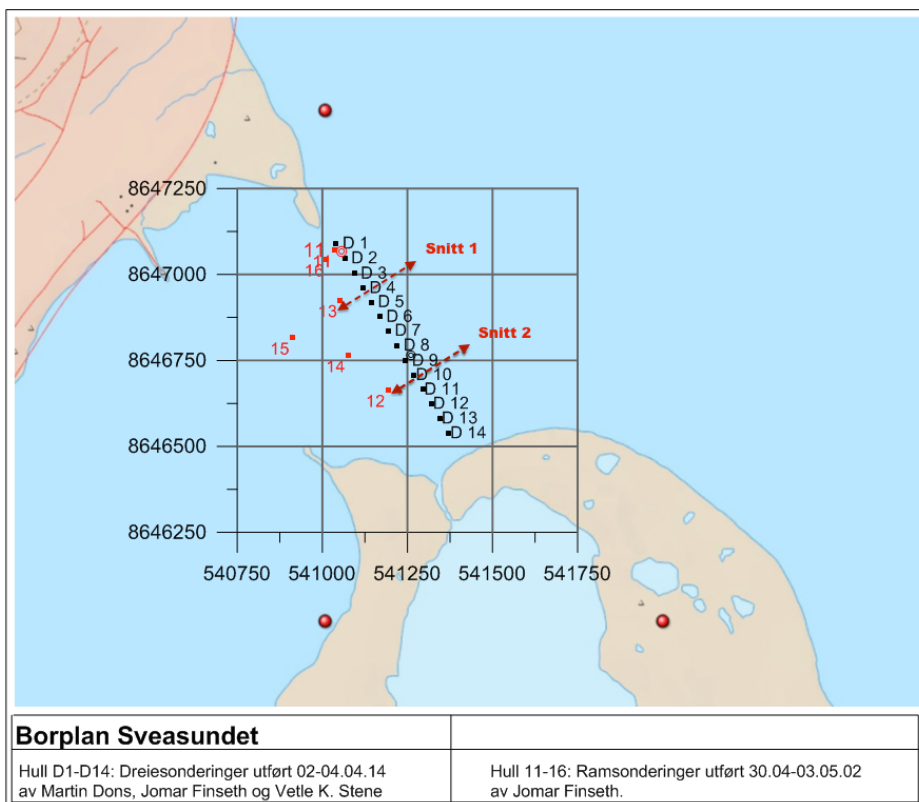 8647250
11
D 1
11
D 2
16
Snitt 1
8647000
D 3
D 4
13
D 5
D 6
D 7
Snitt 2
15
D 8
14
8646750
D 9
D 10
12
D 11
D 12
D 13
D 14
8646500
8646250
540750 541000 541250 541500 541750
Borplan Sveasundet
Hull D1-D14: Dreiesonderinger utført 02-04.04.14
av Martin Dons, Jomar Finseth og Vetle K. Stene
Hull 11-16: Ramsonderinger utført 30.04-03.05.02
av Jomar Finseth.